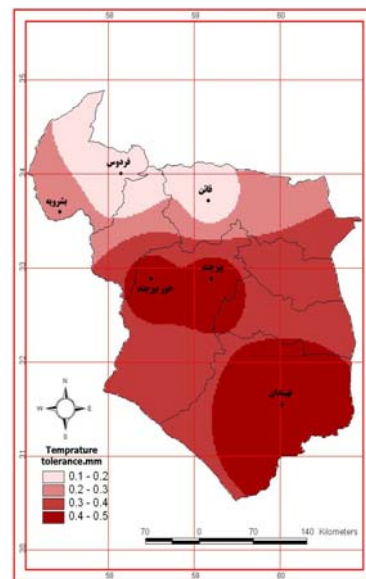 58 59 60
35
فردوس
34
قائن
بشرویه
33
بیرجند
خور بیرجند
32
نهبندان
N
W E
S
31
Temprature
tolerance.mm
0.1 - 0.2
0.2 - 0.3
0.3 - 0.4
0.4 - 0.5
70 0 70 140 Kilometers
30
58 59 60